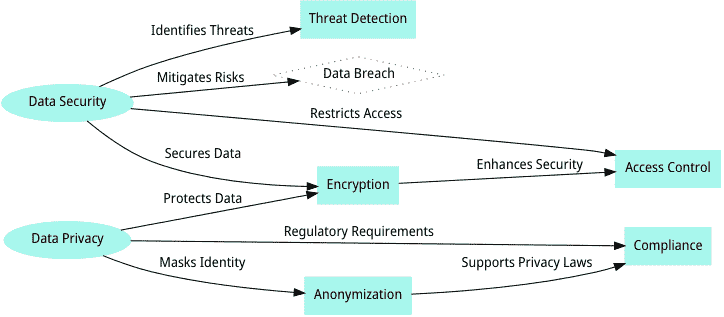 Threat Detection
Identifies Threats
Data Breach
Mitigates Risks
Data Security
Restricts Access
Secures Data
Enhances Security
Access Control
Encryption
Protects Data
Data Privacy
Regulatory Requirements
Compliance
Masks Identity
Supports Privacy Laws
Anonymization